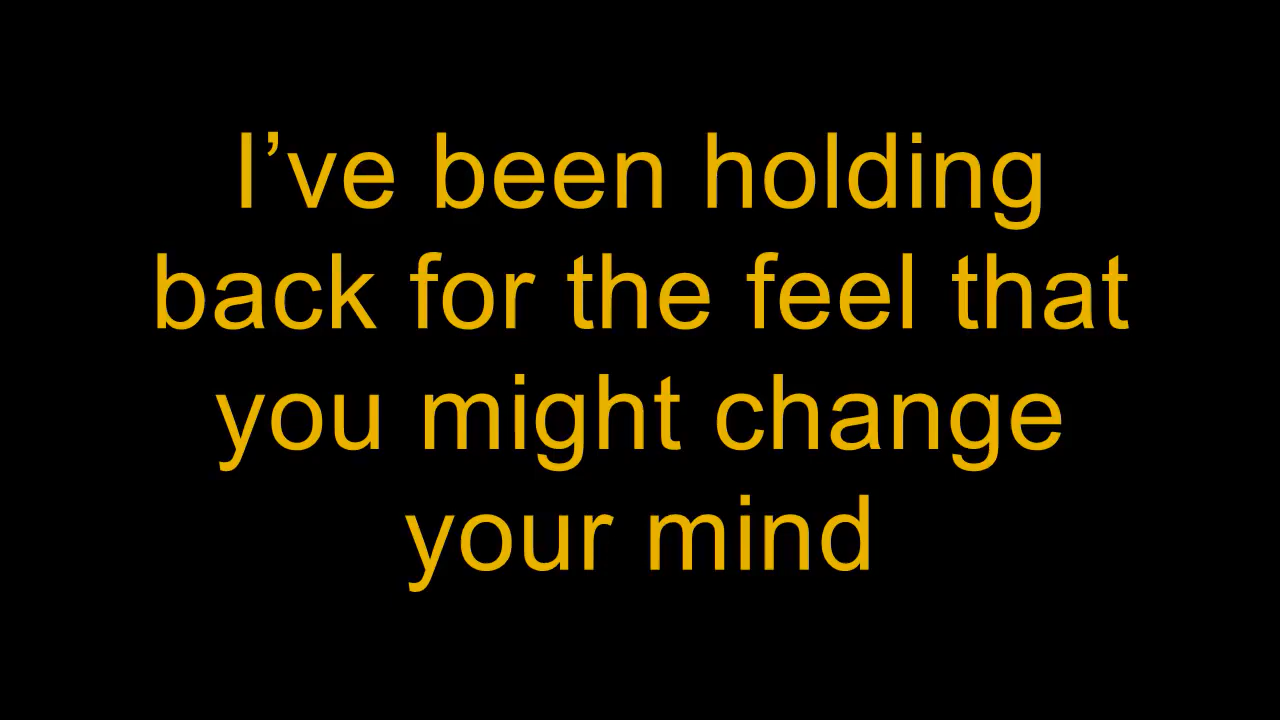 I’ve been holding
back for the feel that
you might change
your mind